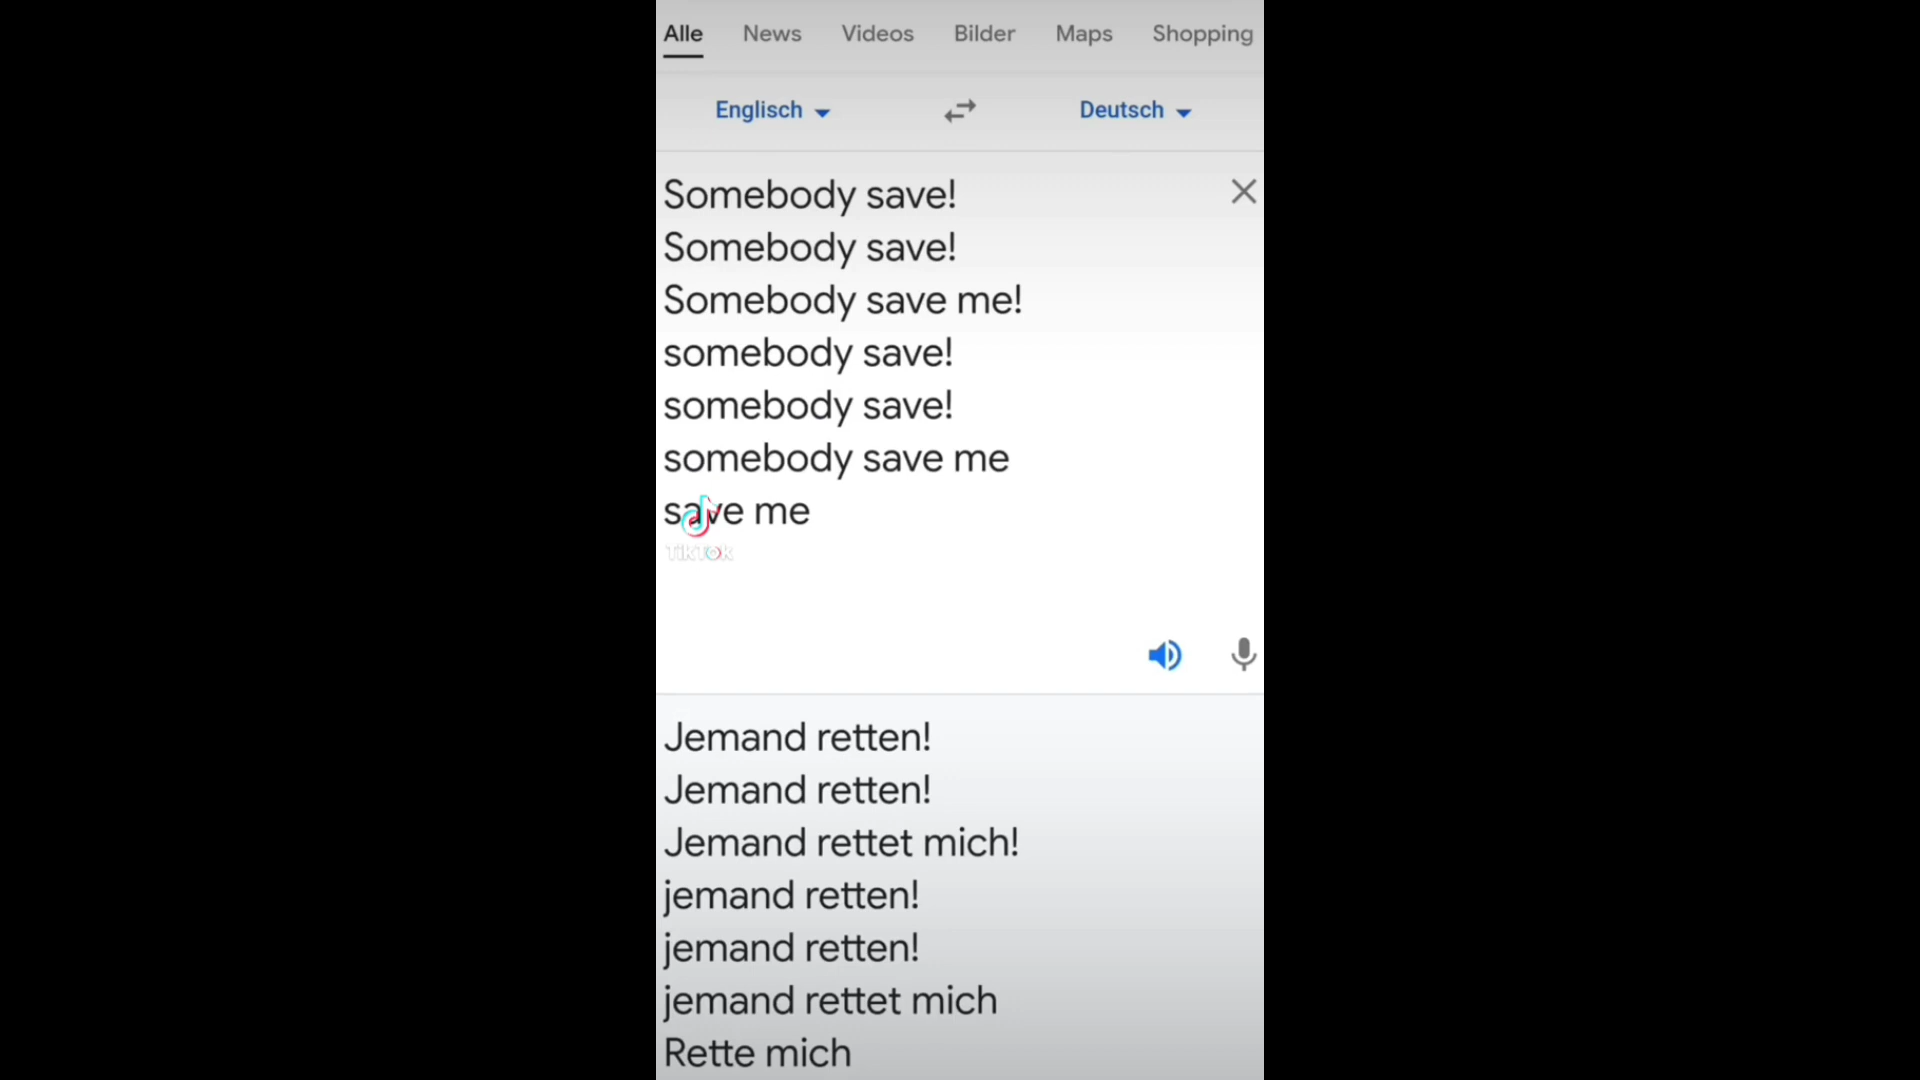 Alle News Videos Bilder Maps Shopping
Englisch Deutsch
Somebody save!
Somebody save!
Somebody save me!
somebody save!
somebody save!
somebody save me
save me
TikTok
Jemand retten!
Jemand retten!
Jemand rettet mich!
jemand retten!
jemand retten!
jemand rettet mich
Rette mich